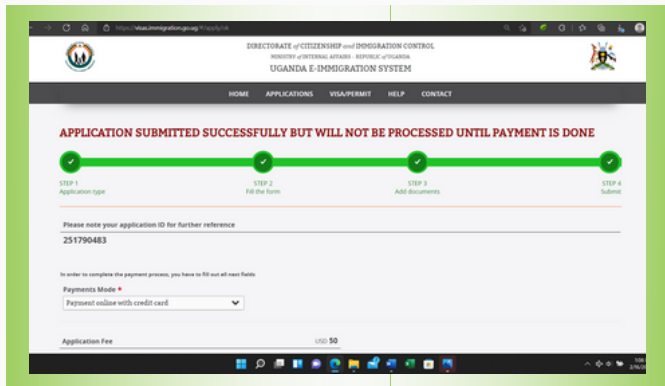 https://visas.immigration.go.ug/#/apply/ok
DIRECTORATE of CITIZENSHIP and IMMIGRATION CONTROL
MINISTRY of INTERNAL AFFAIRS - REPUBLIC of UGANDA
UGANDA E-IMMIGRATION SYSTEM
HOME APPLICATIONS VISA/PERMIT HELP CONTACT
APPLICATION SUBMITTED SUCCESSFULLY BUT WILL NOT BE PROCESSED UNTIL PAYMENT IS DONE
STEP 1 STEP 2 STEP 3 STEP 4
Application type Fill the form Add documents Submit
Please note your application ID for further reference
251790483
In order to complete the payment process, you have to fill out all next fields
Payments Mode *
Payment online with credit card
Application Fee USD 50